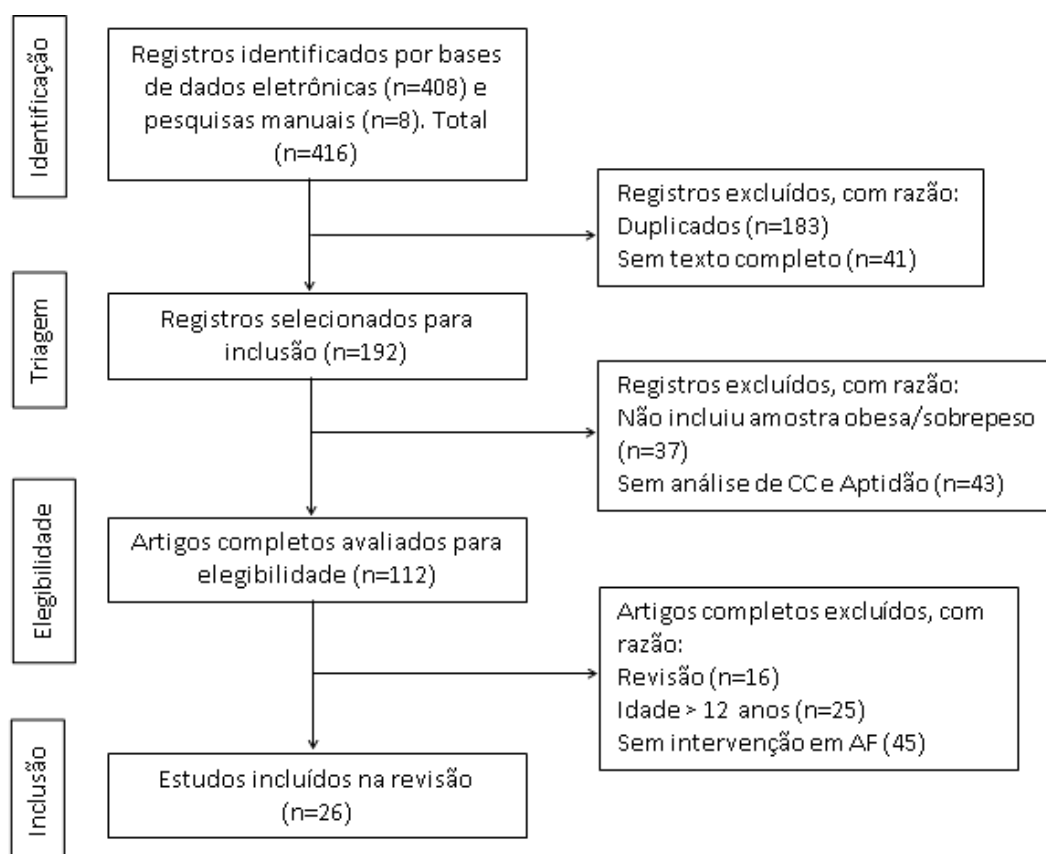 Identificação
Registros identificados por bases
de dados eletrônicas (n=408) e
pesquisas manuais (n=8). Total
(n=416)
Registros excluídos, com razão:
Duplicados (n=183)
Sem texto completo (n=41)
Triagem
Registros selecionados para
inclusão (n=192)
Registros excluídos, com razão:
Não incluiu amostra obesa/sobrepeso
(n=37)
Sem análise de CC e Aptidão (n=43)
Elegibilidade
Artigos completos avaliados para
elegibilidade (n=112)
Artigos completos excluídos, com
razão:
Revisão (n=16)
Idade > 12 anos (n=25)
Sem intervenção em AF (45)
Inclusão
Estudos incluídos na revisão
(n=26)